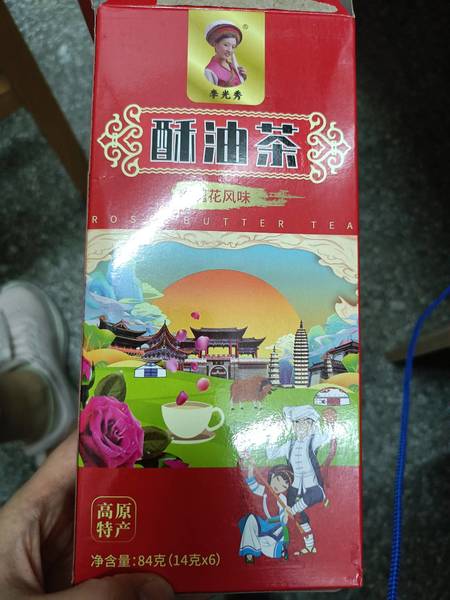 李光秀
®
酥油茶
花风味
ROSE BUTTER TEA
高原
特产
净含量:84克(14克x6)